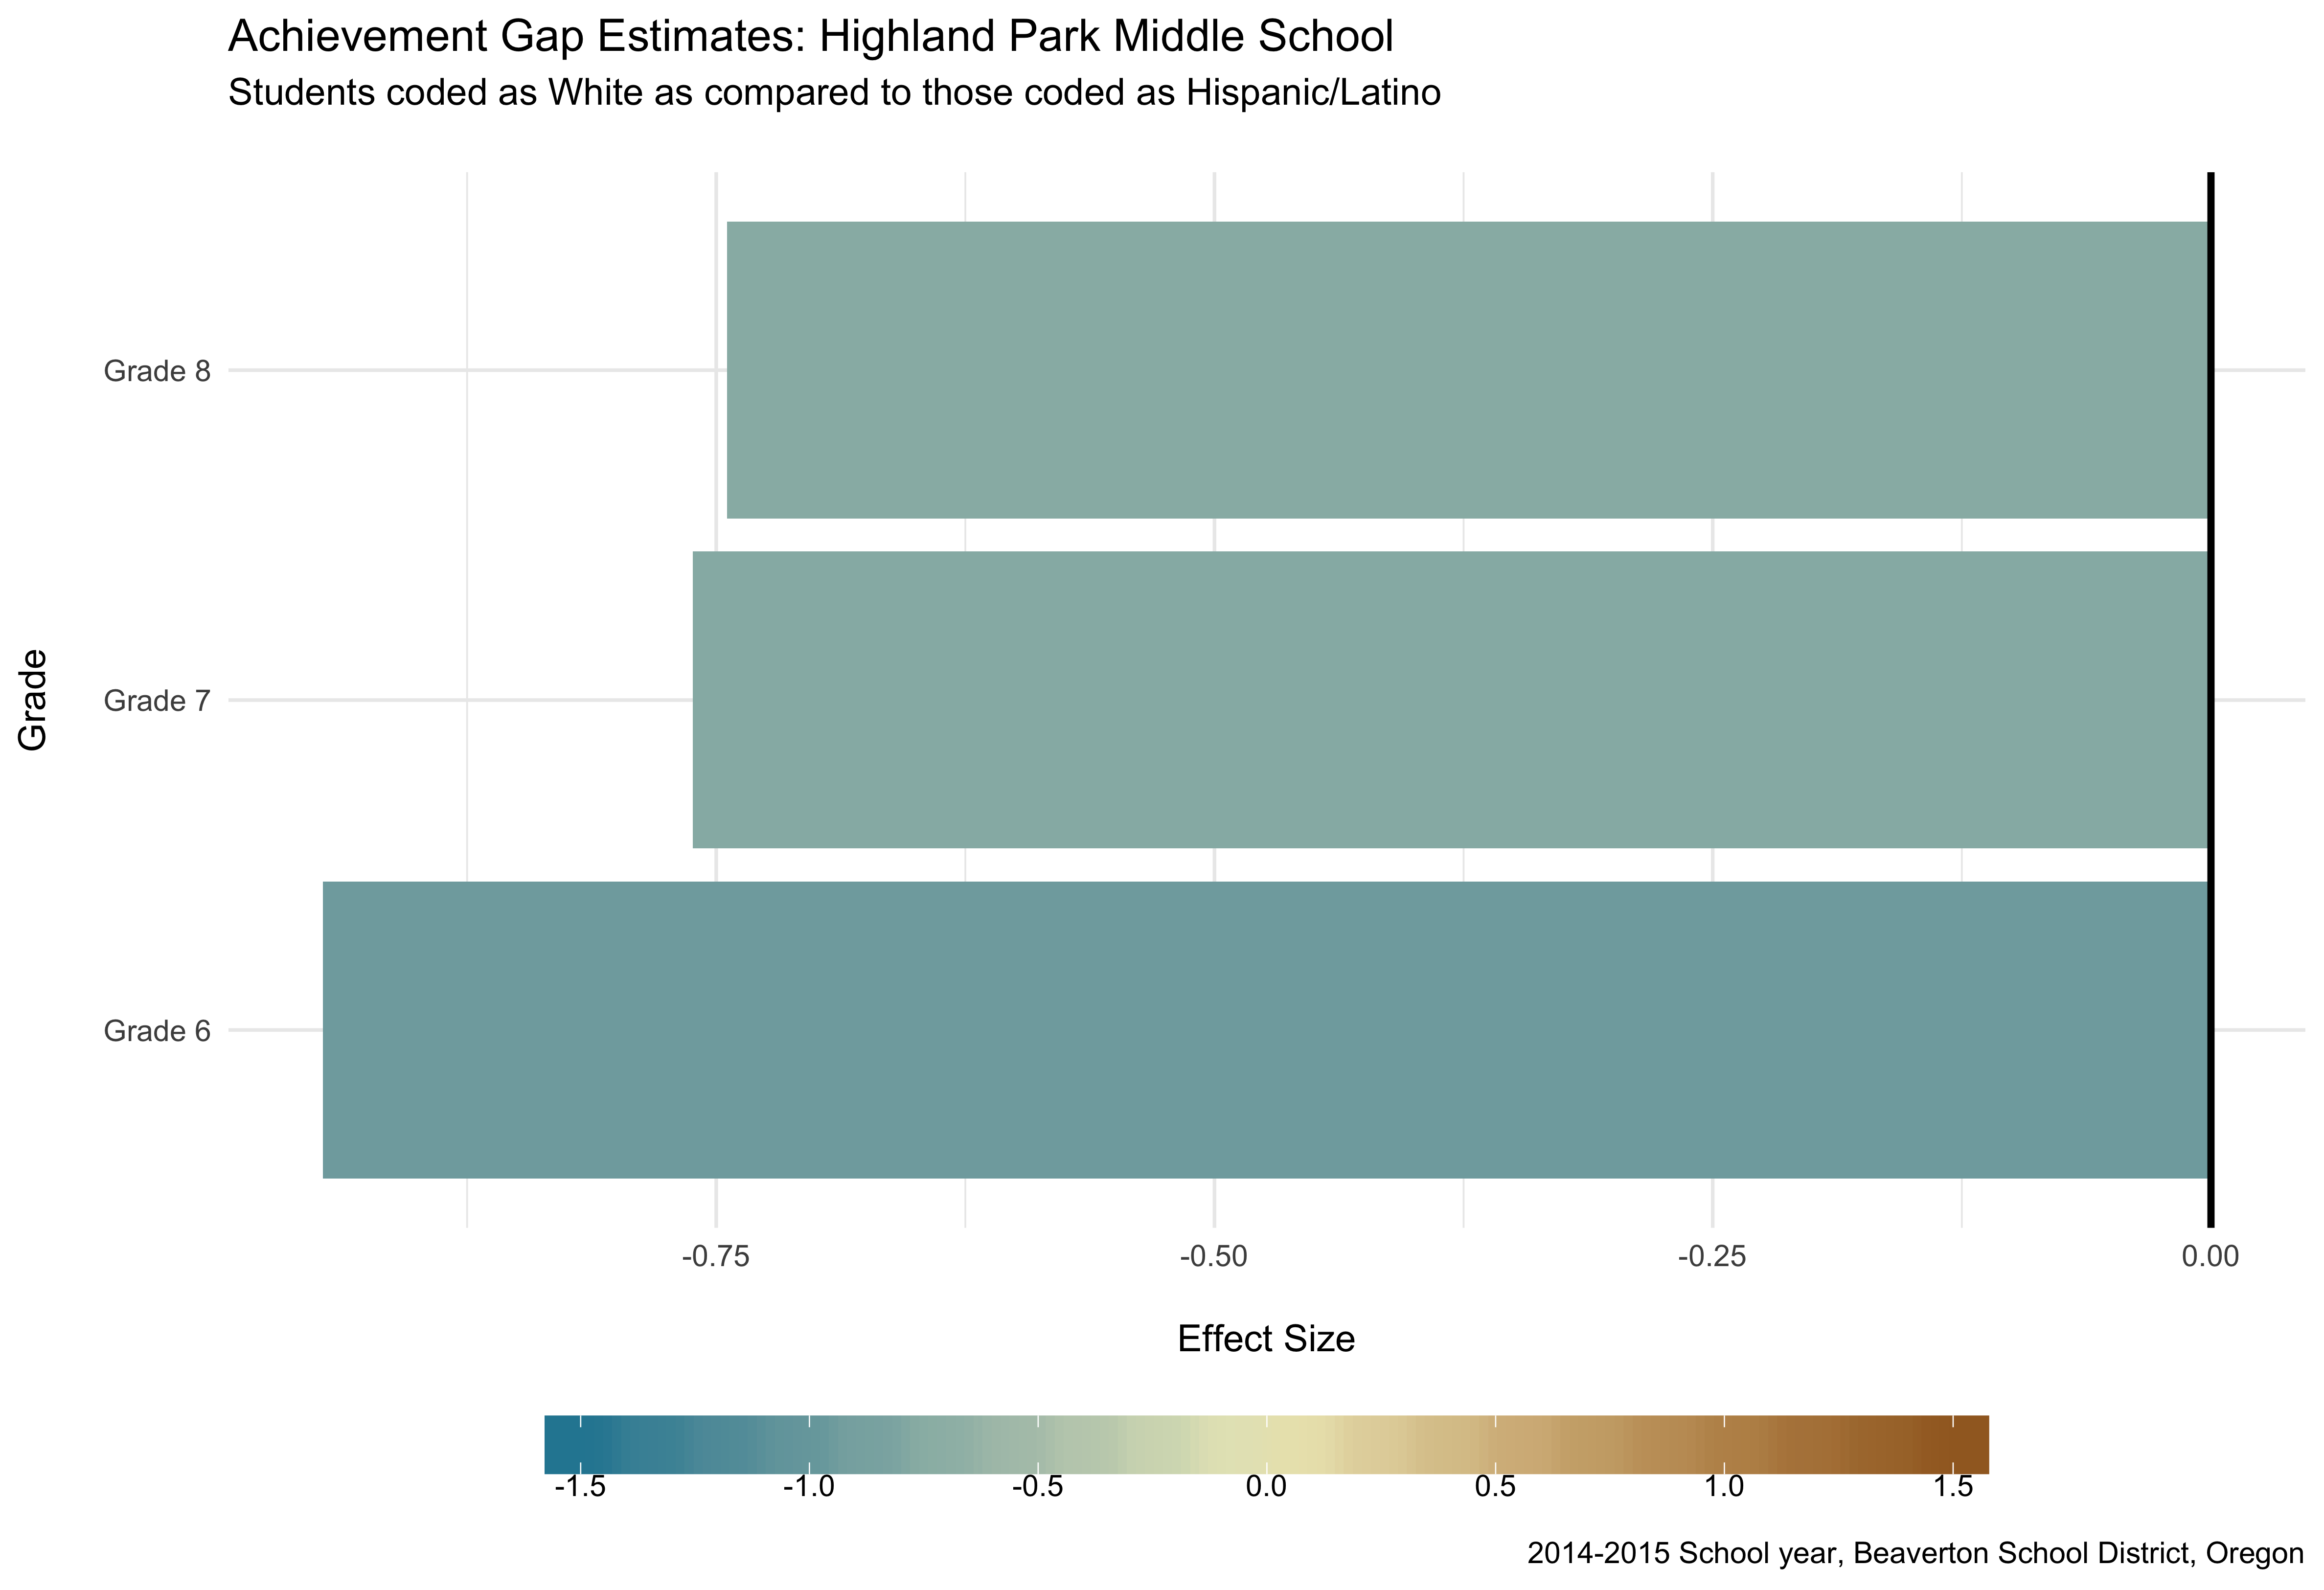 Achievement Gap Estimates: Highland Park Middle School
Students coded as White as compared to those coded as Hispanic/Latino
Grade
Grade 8
Grade 7
Grade 6
-0.75 -0.50 -0.25 0.00
Effect Size
-1.5 -1.0 -0.5 0.0 0.5 1.0 1.5
2014-2015 School year, Beaverton School District, Oregon